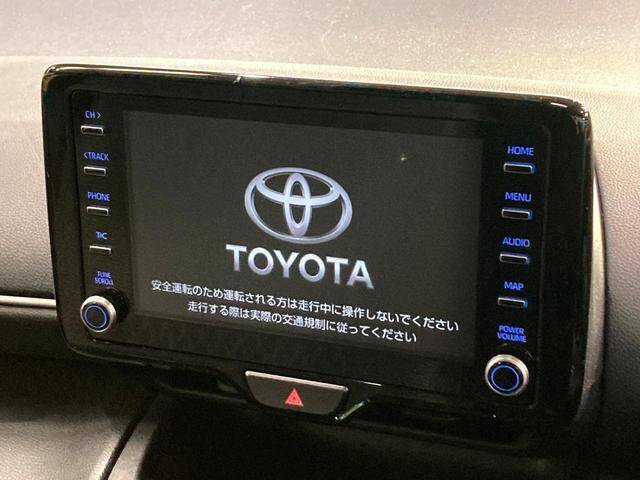 CH >
< TRACK
PHONE
T/C
TUNE
SCROLL
TOYOTA
安全運転のため運転される方は走行中に操作しないでください
走行する際は実際の交通規制に従ってください
HOME
MENU
AUDIO
MAP
POWER
VOLUME